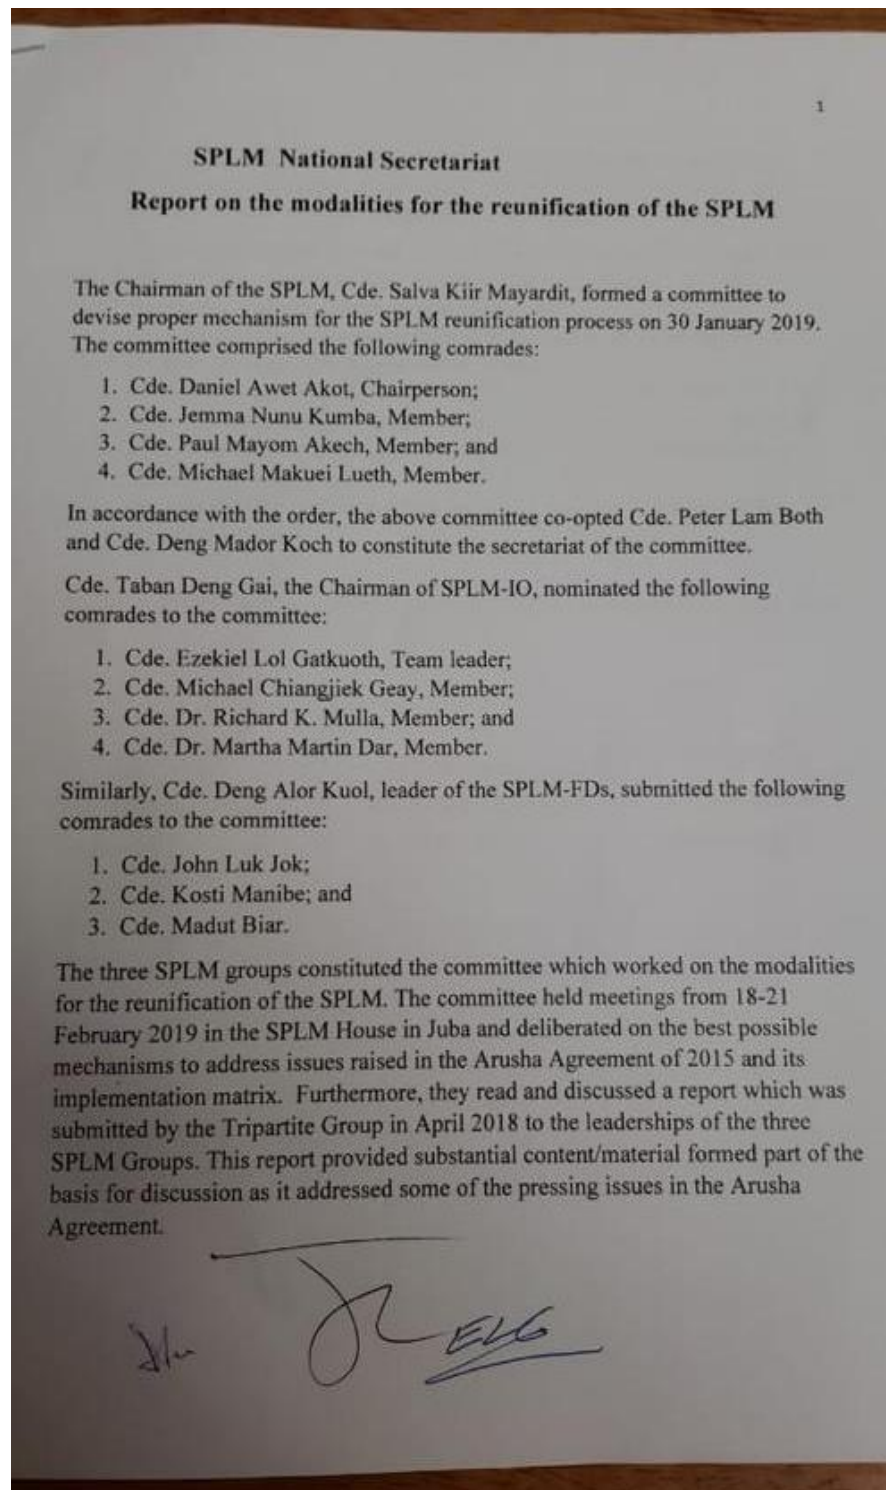 1
SPLM National Secretariat
Report on the modalities for the reunification of the SPLM
The Chairman of the SPLM, Cde. Salva Kiir Mayardit, formed a committee to
devise proper mechanism for the SPLM reunification process on 30 January 2019.
The committee comprised the following comrades:
1. Cde. Daniel Awet Akot, Chairperson;
2. Cde. Jemma Nunu Kumba, Member;
3. Cde. Paul Mayom Akech, Member; and
4. Cde. Michael Makuei Lueth, Member.
In accordance with the order, the above committee co-opted Cde. Peter Lam Both
and Cde. Deng Mador Koch to constitute the secretariat of the committee.
Cde. Taban Deng Gai, the Chairman of SPLM-IO, nominated the following
comrades to the committee:
1. Cde. Ezekiel Lol Gatkuoth, Team leader;
2. Cde. Michael Chiangjiek Geay, Member;
3. Cde. Dr. Richard K. Mulla, Member; and
4. Cde. Dr. Martha Martin Dar, Member.
Similarly, Cde. Deng Alor Kuol, leader of the SPLM-FDs, submitted the following
comrades to the committee:
1. Cde. John Luk Jok;
2. Cde. Kosti Manibe; and
3. Cde. Madut Biar.
The three SPLM groups constituted the committee which worked on the modalities
for the reunification of the SPLM. The committee held meetings from 18-21
February 2019 in the SPLM House in Juba and deliberated on the best possible
mechanisms to address issues raised in the Arusha Agreement of 2015 and its
implementation matrix. Furthermore, they read and discussed a report which was
submitted by the Tripartite Group in April 2018 to the leaderships of the three
SPLM Groups. This report provided substantial content/material formed part of the
basis for discussion as it addressed some of the pressing issues in the Arusha
Agreement.
ELG